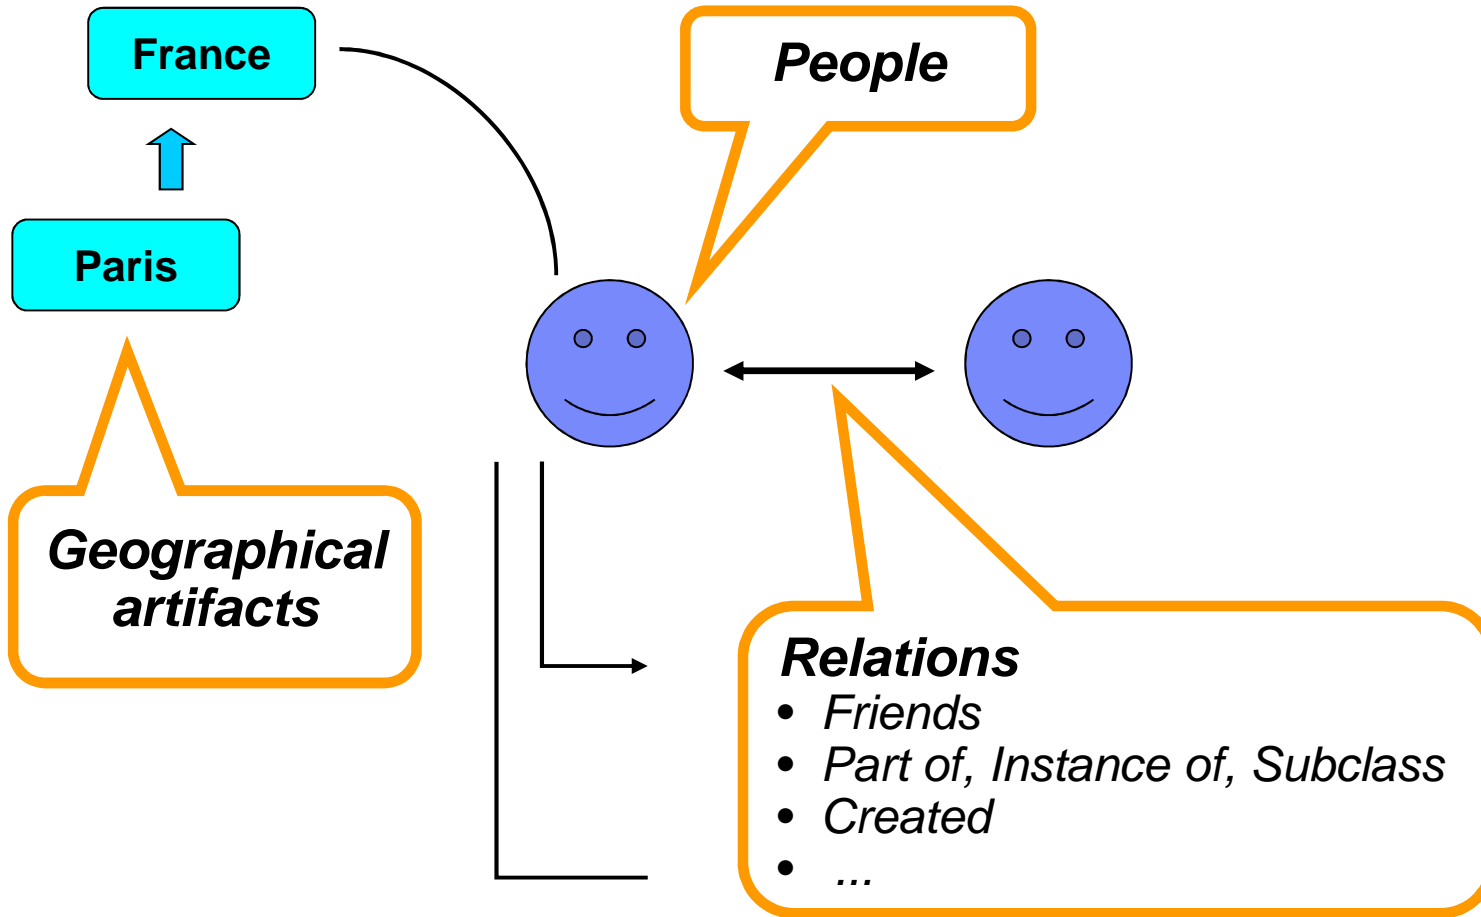 France
People
Paris
Geographical
artifacts
Relations
• Friends
• Part of, Instance of, Subclass
• Created
• ...